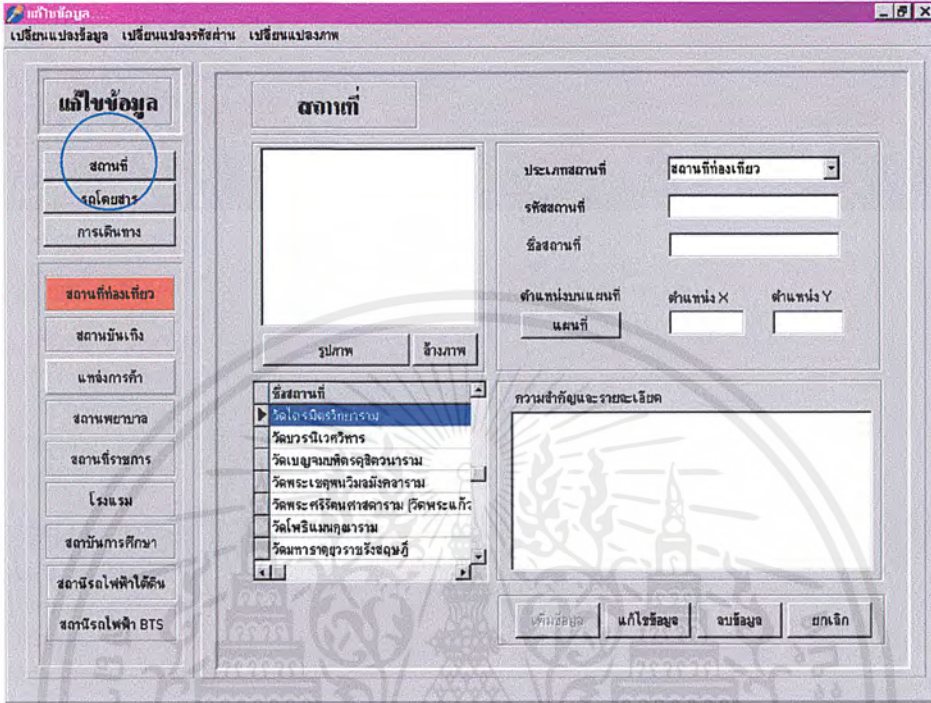 แก้ไขข้อมูล
เปลี่ยนแปลงข้อมูล เปลี่ยนแปลงรหัสผ่าน เปลี่ยนแปลงภาพ
แก้ไขข้อมูล
สถานที่
รถโดยสาร
การเดินทาง
สถานที่ท่องเที่ยว
สถานบันเทิง
แหล่งการค้า
สถานพยาบาล
สถานที่ราชการ
โรงแรม
สถาบันการศึกษา
สถานีรถไฟฟ้าใต้ดิน
สถานีรถไฟฟ้า BTS
สถานที่
รูปภาพ ล้างภาพ
ประเภทสถานที่ สถานที่ท่องเที่ยว
รหัสสถานที่
ชื่อสถานที่
ตำแหน่งบนแผนที่ ตำแหน่ง X ตำแหน่ง Y
แผนที่
ชื่อสถานที่
วัดไตรมิตรวิทยาราม
วัดบวรนิเวศวิหาร
วัดเบญจมบพิตรดุสิตวนาราม
วัดพระเชตุพนวิมลมังคลาราม
วัดพระศรีรัตนศาสดาราม (วัดพระแก้ว
วัดโพธิแมนคุณาราม
วัดมหาธาตุยุวราชรังสฤษฎิ์
ความสำคัญและรายละเอียด
เพิ่มข้อมูล แก้ไขข้อมูล ลบข้อมูล ยกเลิก